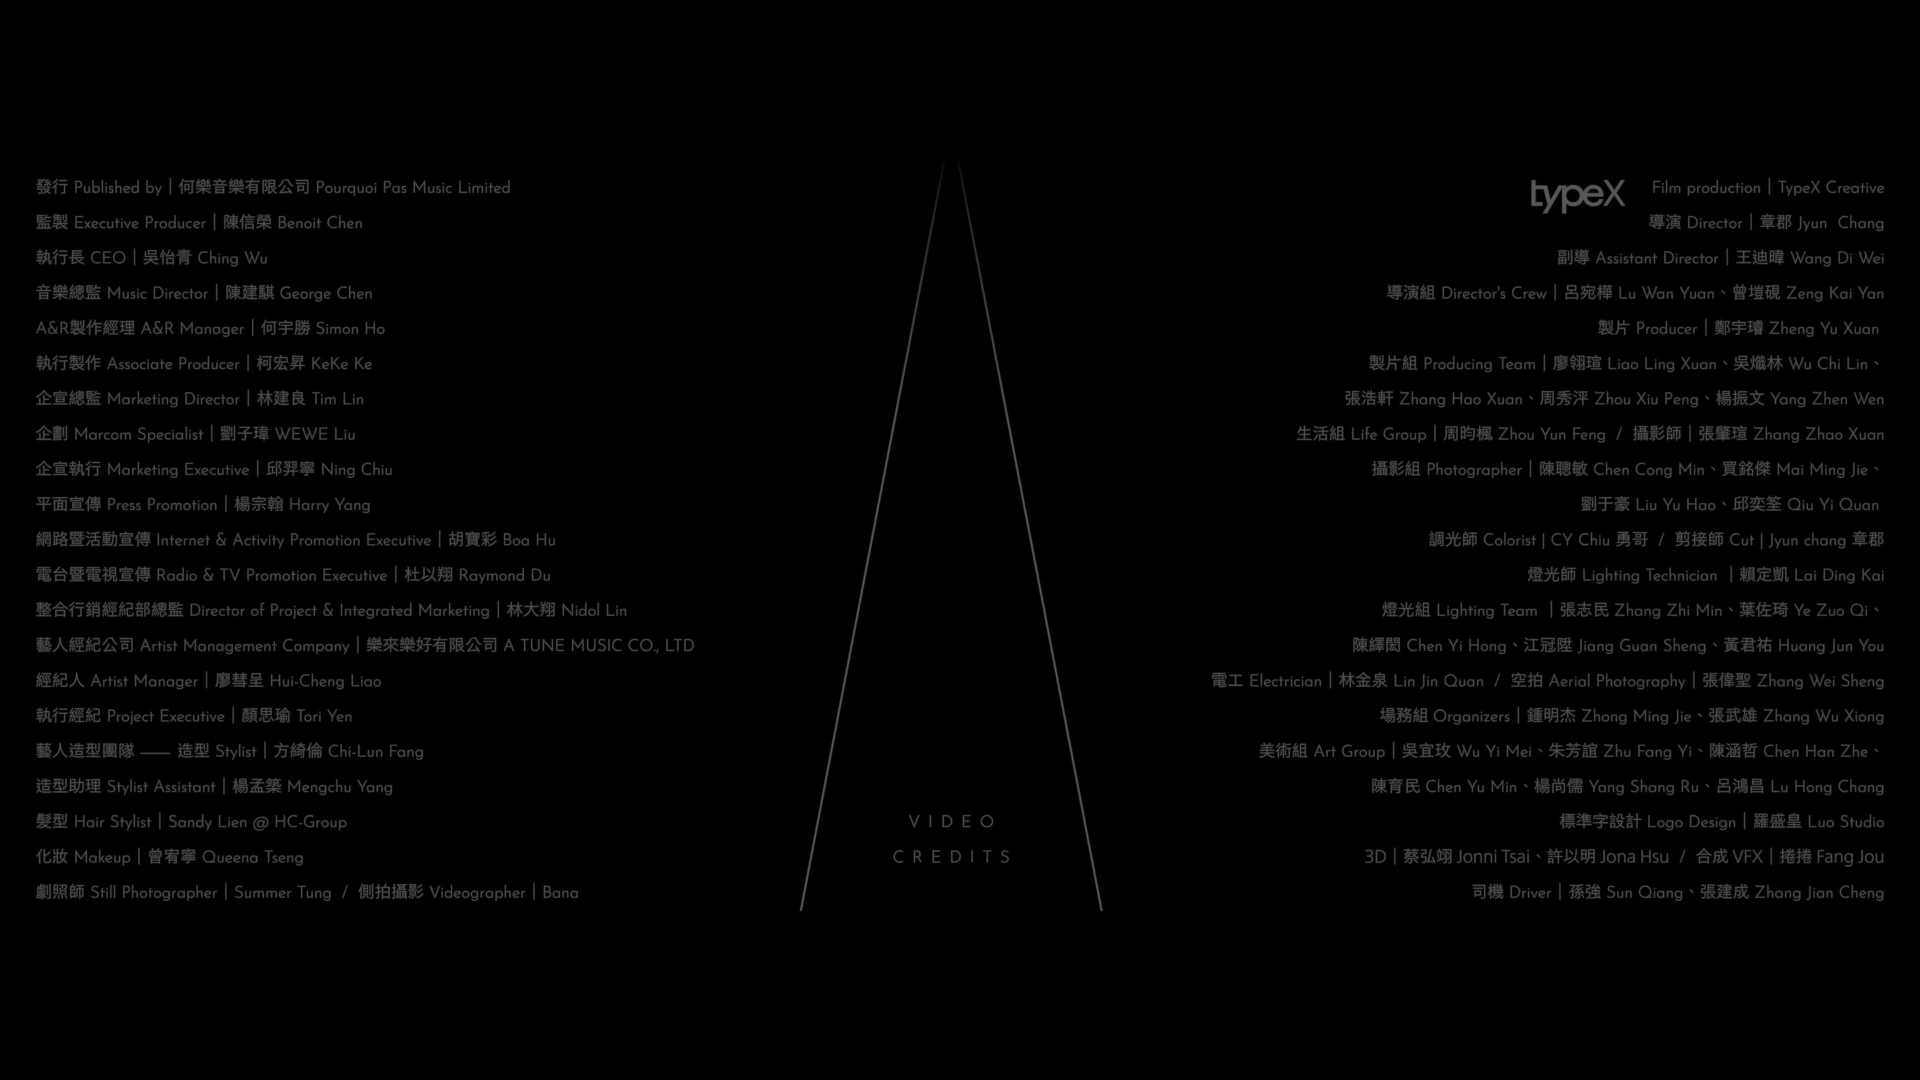 發行 Published by｜何樂音樂有限公司 Pourquoi Pas Music Limited
監製 Executive Producer｜陳信榮 Benoit Chen
執行長 CEO｜吳怡青 Ching Wu
音樂總監 Music Director｜陳建騏 George Chen
A&R製作經理 A&R Manager｜何宇勝 Simon Ho
執行製作 Associate Producer｜柯宏昇 KeKe Ke
企宣總監 Marketing Director｜林建良 Tim Lin
企劃 Marcom Specialist｜劉子瑋 WEWE Liu
企宣執行 Marketing Executive｜邱羿寧 Ning Chiu
平面宣傳 Press Promotion｜楊宗翰 Harry Yang
網路暨活動宣傳 Internet & Activity Promotion Executive｜胡寶彩 Boa Hu
電台暨電視宣傳 Radio & TV Promotion Executive｜杜以翔 Raymond Du
整合行銷經紀部總監 Director of Project & Integrated Marketing｜林大翔 Nidol Lin
藝人經紀公司 Artist Management Company｜樂來樂好有限公司 A TUNE MUSIC CO., LTD
經紀人 Artist Manager｜廖彗呈 Hui-Cheng Liao
執行經紀 Project Executive｜顏思瑜 Tori Yen
藝人造型團隊 —— 造型 Stylist｜方綺倫 Chi-Lun Fang
造型助理 Stylist Assistant｜楊孟築 Mengchu Yang
髮型 Hair Stylist｜Sandy Lien @ HC-Group
化妝 Makeup｜曾宥寧 Queena Tseng
劇照師 Still Photographer｜Summer Tung / 側拍攝影 Videographer｜Bana
VIDEO
CREDITS
typeX Film production｜TypeX Creative
導演 Director｜章郡 Jyun Chang
副導 Assistant Director｜王迪暐 Wang Di Wei
導演組 Director's Crew｜呂宛樺 Lu Wan Yuan、曾塏硯 Zeng Kai Yan
製片 Producer｜鄭宇璿 Zheng Yu Xuan
製片組 Producing Team｜廖翎瑄 Liao Ling Xuan、吳熾林 Wu Chi Lin、
張浩軒 Zhang Hao Xuan、周秀泙 Zhou Xiu Peng、楊振文 Yang Zhen Wen
生活組 Life Group｜周昀楓 Zhou Yun Feng / 攝影師｜張肇瑄 Zhang Zhao Xuan
攝影組 Photographer｜陳聰敏 Chen Cong Min、買銘傑 Mai Ming Jie、
劉于豪 Liu Yu Hao、邱奕筌 Qiu Yi Quan
調光師 Colorist | CY Chiu 勇哥 / 剪接師 Cut | Jyun chang 章郡
燈光師 Lighting Technician ｜賴定凱 Lai Ding Kai
燈光組 Lighting Team ｜張志民 Zhang Zhi Min、葉佐琦 Ye Zuo Qi、
陳繹閎 Chen Yi Hong、江冠陞 Jiang Guan Sheng、黃君祐 Huang Jun You
電工 Electrician｜林金泉 Lin Jin Quan / 空拍 Aerial Photography｜張偉聖 Zhang Wei Sheng
場務組 Organizers｜鍾明杰 Zhong Ming Jie、張武雄 Zhang Wu Xiong
美術組 Art Group｜吳宜玫 Wu Yi Mei、朱芳誼 Zhu Fang Yi、陳涵哲 Chen Han Zhe、
陳育民 Chen Yu Min、楊尚儒 Yang Shang Ru、呂鴻昌 Lu Hong Chang
標準字設計 Logo Design｜羅盛皇 Luo Studio
3D｜蔡弘翊 Jonni Tsai、許以明 Jona Hsu / 合成 VFX｜捲捲 Fang Jou
司機 Driver｜孫強 Sun Qiang、張建成 Zhang Jian Cheng